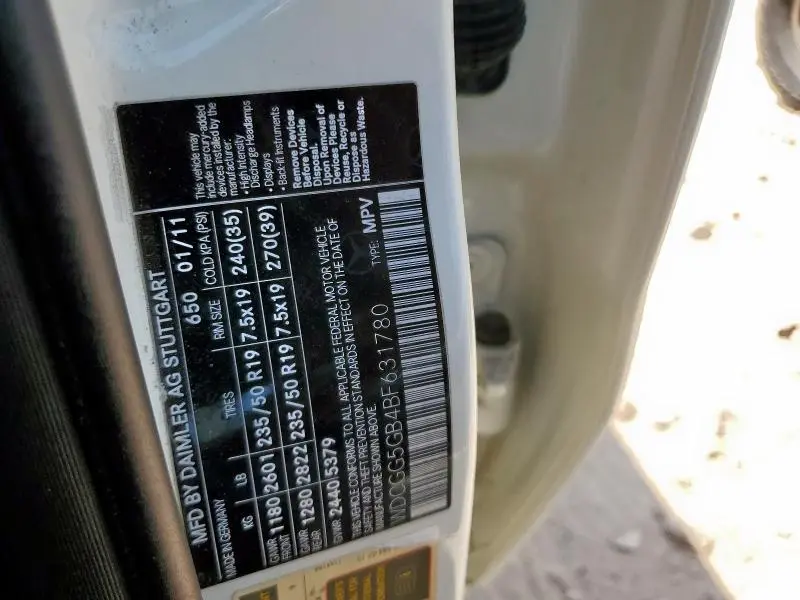 MFD BY DAIMLER AG STUTTGART
MADE IN GERMANY 650 01/11
KG LB TIRES RIM SIZE COLD KPA (PSI)
GAWR FRONT 1180 2601 235/50 R19 7.5x19 240(35)
GAWR REAR 1280 2822 235/50 R19 7.5x19 270(39)
GVWR 2440 5379
THIS VEHICLE CONFORMS TO ALL APPLICABLE FEDERAL MOTOR VEHICLE
SAFETY AND THEFT PREVENTION STANDARDS IN EFFECT ON THE DATE OF
MANUFACTURE SHOWN ABOVE.
TYPE: MPV
WDCGG5GB4BF631780
This vehicle may
include mercury-added
devices installed by the
manufacturer:
• High Intensity
Discharge Headlamps
• Displays
• Back-lit instruments
Remove Devices
Before Vehicle
Disposal.
Upon Removal of
Devices Please
Reuse, Recycle or
Dispose as
Hazardous Waste.